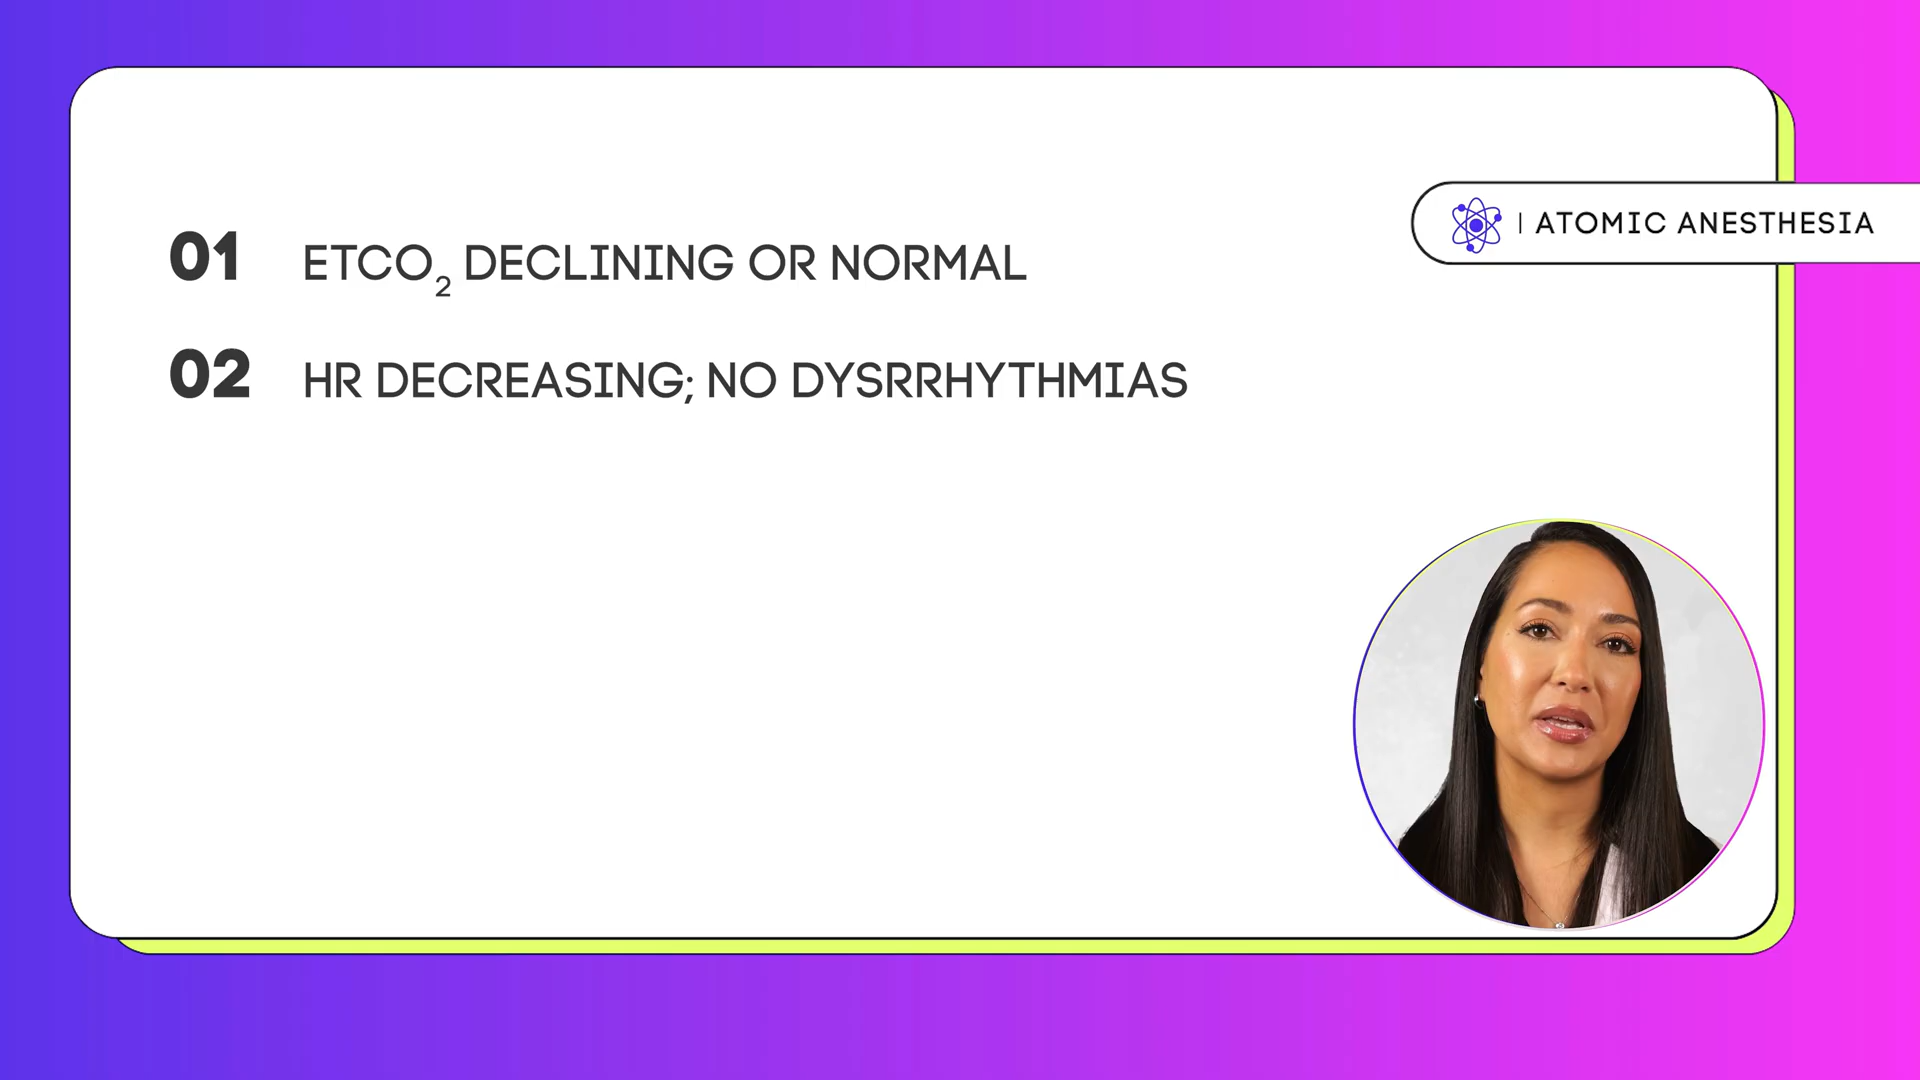 | ATOMIC ANESTHESIA
01 ETCO₂ DECLINING OR NORMAL
02 HR DECREASING; NO DYSRRHYTHMIAS